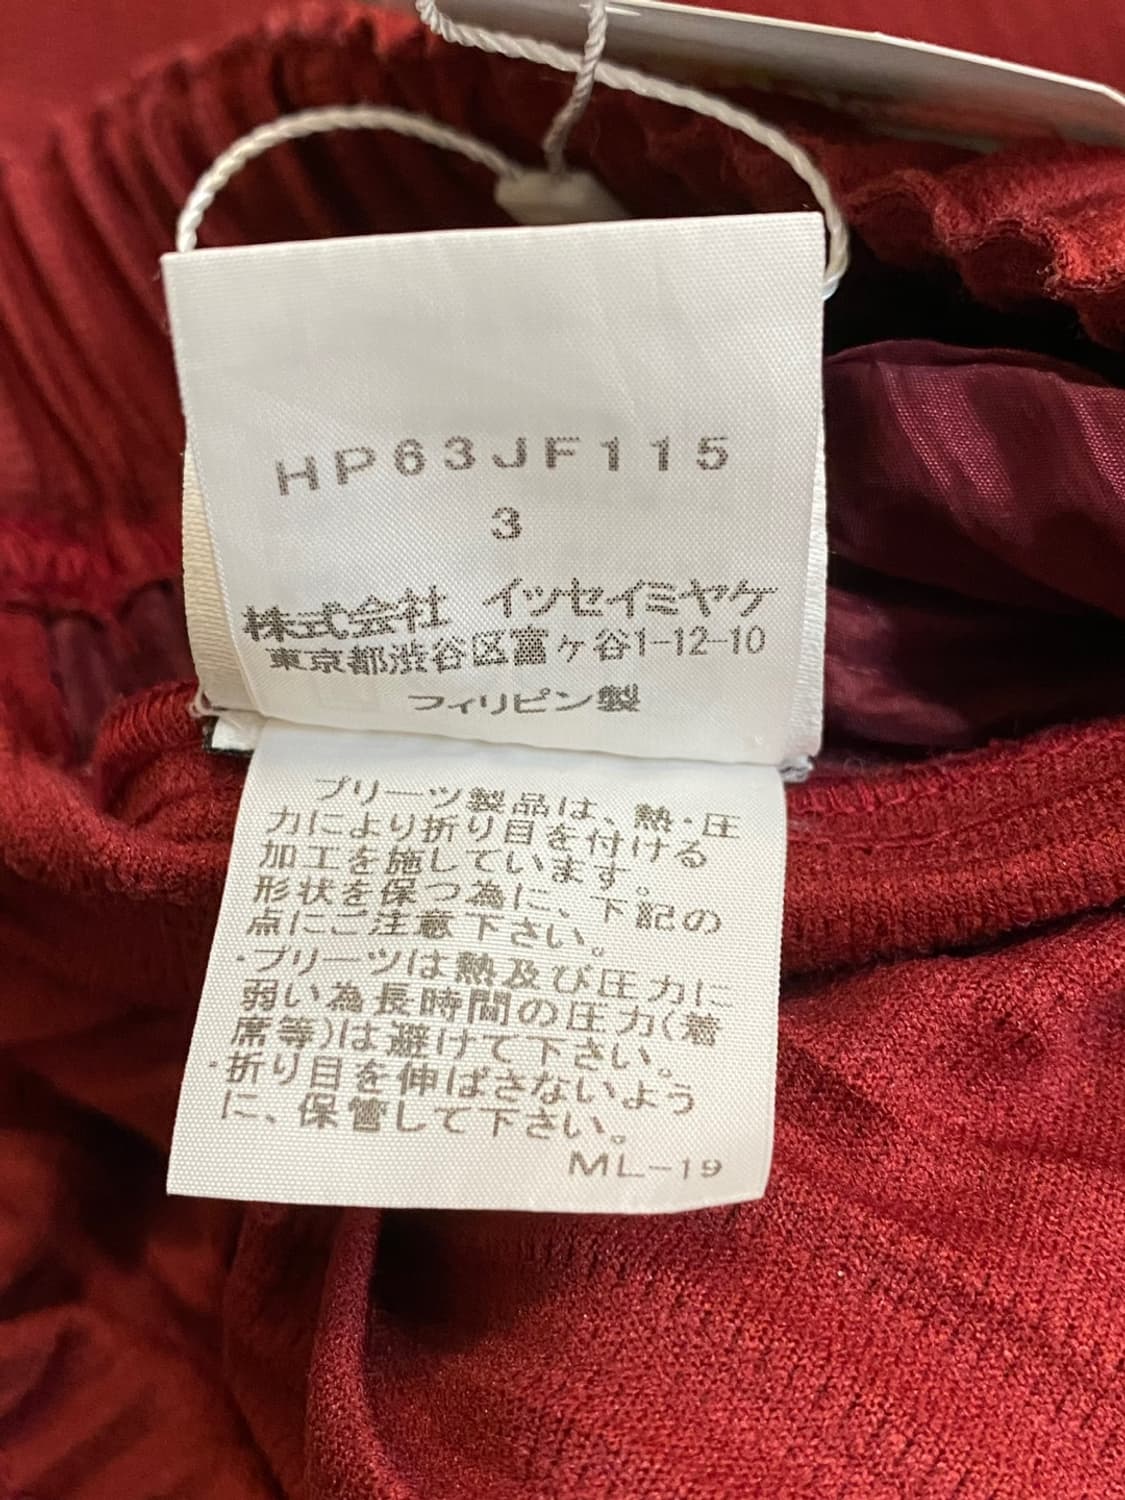 HP63JF115
3
株式会社 イッセイミヤケ
東京都渋谷区富ヶ谷1-12-10
フィリピン製
プリーツ製品は、熱・圧
力により折り目を付ける
加工を施しています。
形状を保つ為に、下記の
点にご注意下さい。
・プリーツは熱及び圧力に
弱い為長時間の圧力(着
席等)は避けて下さい。
・折り目を伸ばさないよう
に、保管して下さい。
ML-19